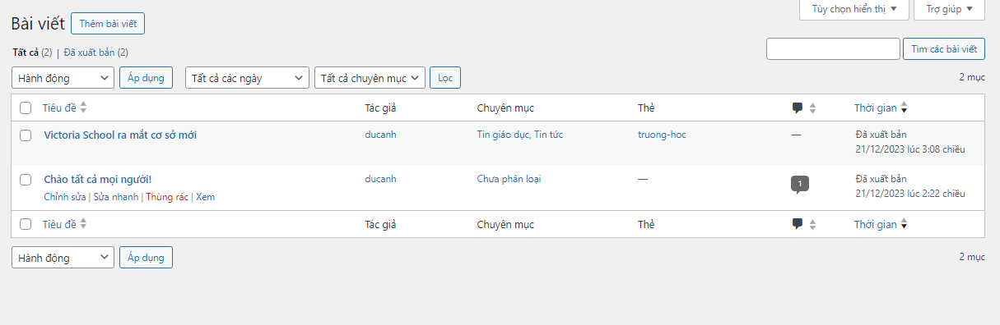 Tùy chọn hiển thị Trợ giúp
Bài viết Thêm bài viết
Tất cả (2) | Đã xuất bản (2)
Tìm các bài viết
Hành động Áp dụng Tất cả các ngày Tất cả chuyên mục Lọc 2 mục
Tiêu đề Tác giả Chuyên mục Thẻ Thời gian
Victoria School ra mắt cơ sở mới ducanh Tin giáo dục, Tin tức truong-hoc — Đã xuất bản
21/12/2023 lúc 3:08 chiều
Chào tất cả mọi người! ducanh Chưa phân loại — 1 Đã xuất bản
Chỉnh sửa | Sửa nhanh | Thùng rác | Xem 21/12/2023 lúc 2:22 chiều
Tiêu đề Tác giả Chuyên mục Thẻ Thời gian
Hành động Áp dụng 2 mục